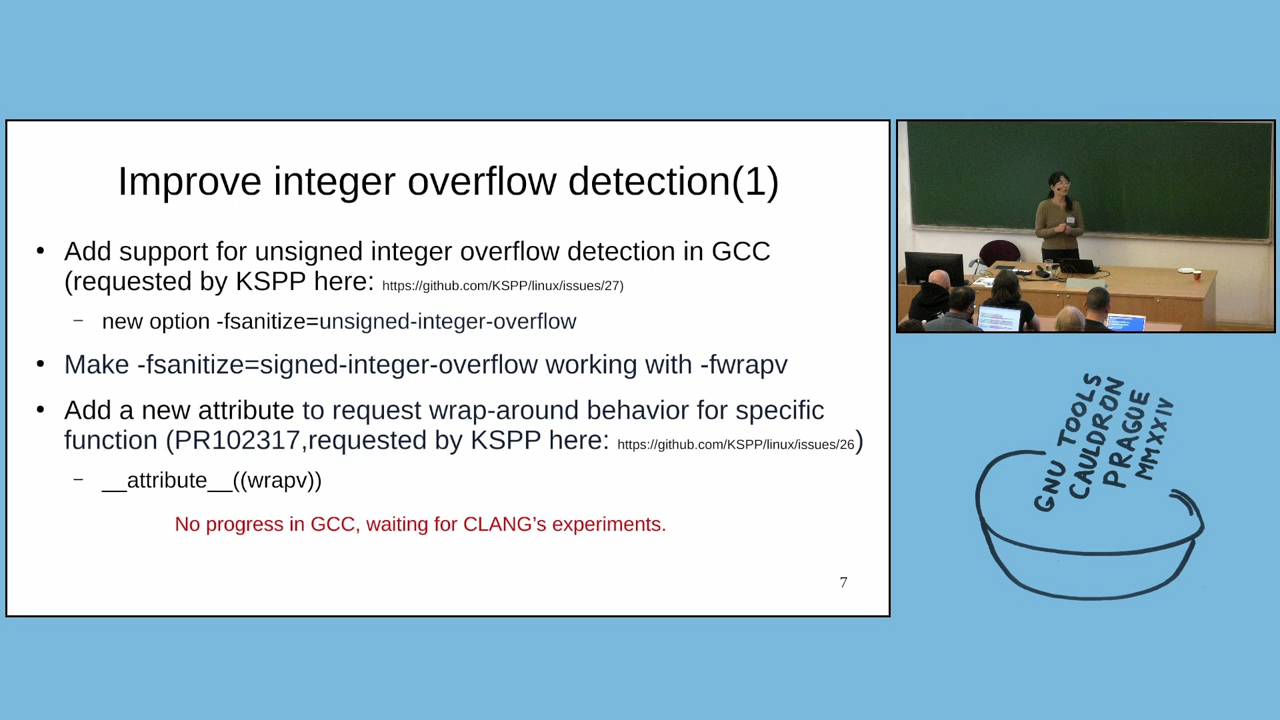 Improve integer overflow detection(1)
• Add support for unsigned integer overflow detection in GCC
(requested by KSPP here: https://github.com/KSPP/linux/issues/27)
– new option -fsanitize=unsigned-integer-overflow
• Make -fsanitize=signed-integer-overflow working with -fwrapv
• Add a new attribute to request wrap-around behavior for specific
function (PR102317,requested by KSPP here: https://github.com/KSPP/linux/issues/26)
– __attribute__((wrapv))
No progress in GCC, waiting for CLANG’s experiments.
7
GNU TOOLS
CAULDRON
PRAGUE
MMXXIV